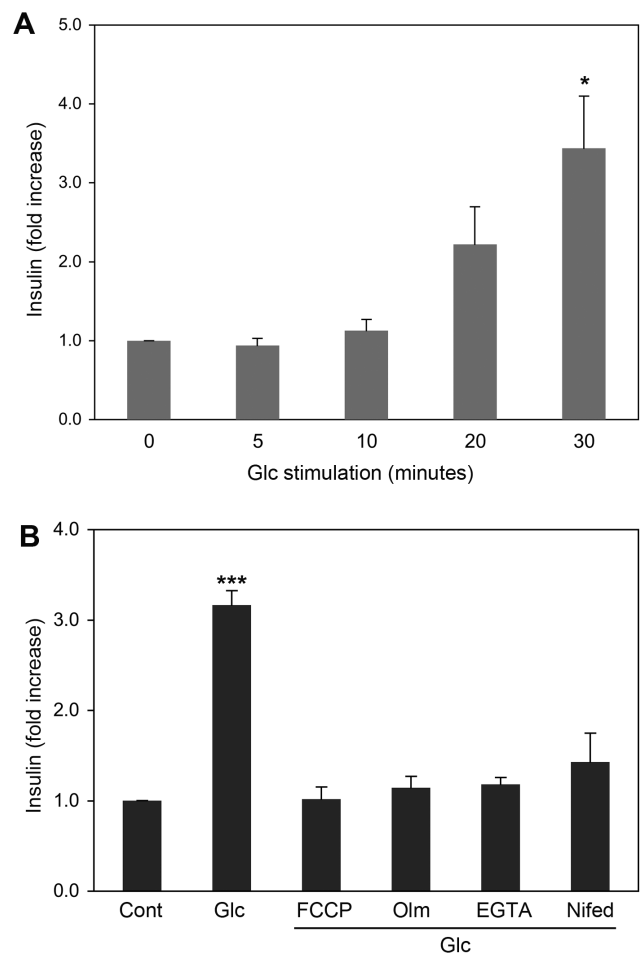 A
5.0
4.0
3.0
2.0
1.0
0.0
Insulin (fold increase)
*
0 5 10 20 30
Glc stimulation (minutes)
B
4.0
3.0
2.0
1.0
0.0
Insulin (fold increase)
***
Cont Glc FCCP Olm EGTA Nifed
Glc